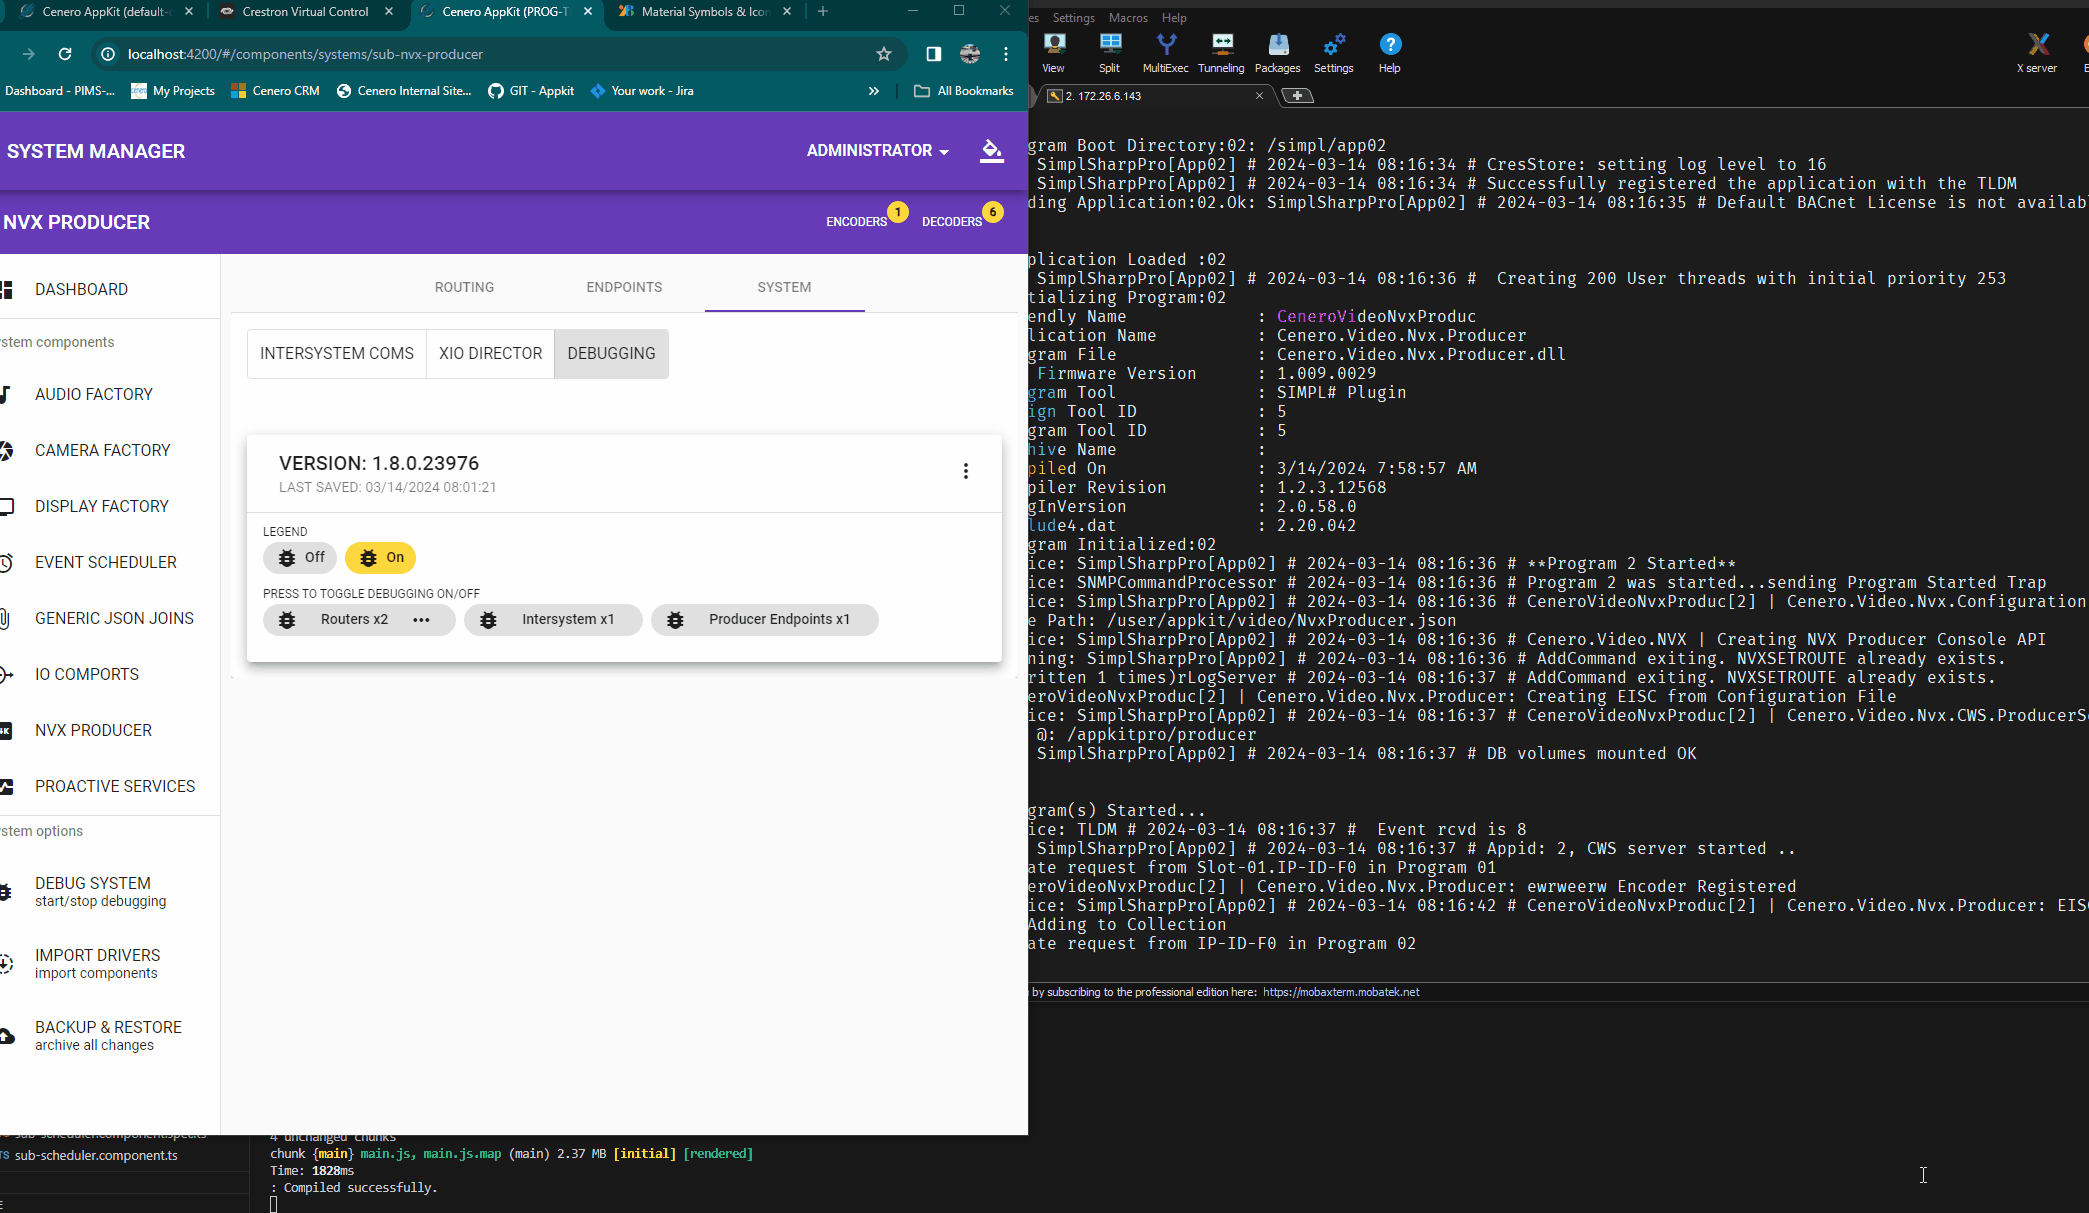 Cenero AppKit (default-
Crestron Virtual Control
Cenero AppKit (PROG-T
Material Symbols & Ico
localhost:4200/#/components/systems/sub-nvx-producer
Dashboard - PIMS-...
My Projects
Cenero CRM
Cenero Internal Site...
GIT - Appkit
Your work - Jira
»
All Bookmarks
SYSTEM MANAGER
ADMINISTRATOR
NVX PRODUCER
ENCODERS 1
DECODERS 6
DASHBOARD
stem components
AUDIO FACTORY
CAMERA FACTORY
DISPLAY FACTORY
EVENT SCHEDULER
GENERIC JSON JOINS
IO COMPORTS
NVX PRODUCER
PROACTIVE SERVICES
stem options
DEBUG SYSTEM
start/stop debugging
IMPORT DRIVERS
import components
BACKUP & RESTORE
archive all changes
ROUTING
ENDPOINTS
SYSTEM
INTERSYSTEM COMS
XIO DIRECTOR
DEBUGGING
VERSION: 1.8.0.23976
LAST SAVED: 03/14/2024 08:01:21
LEGEND
Off
On
PRESS TO TOGGLE DEBUGGING ON/OFF
Routers x2 •••
Intersystem x1
Producer Endpoints x1
es Settings Macros Help
View
Split
MultiExec
Tunneling
Packages
Settings
Help
X server
2. 172.26.6.143
gram Boot Directory:02: /simpl/app02
SimplSharpPro[App02] # 2024-03-14 08:16:34 # CresStore: setting log level to 16
SimplSharpPro[App02] # 2024-03-14 08:16:34 # Successfully registered the application with the TLDM
ding Application:02.Ok: SimplSharpPro[App02] # 2024-03-14 08:16:35 # Default BACnet License is not availab
plication Loaded :02
SimplSharpPro[App02] # 2024-03-14 08:16:36 #  Creating 200 User threads with initial priority 253
tializing Program:02
endly Name : CeneroVideoNvxProduc
lication Name : Cenero.Video.Nvx.Producer
gram File : Cenero.Video.Nvx.Producer.dll
Firmware Version : 1.009.0029
gram Tool : SIMPL# Plugin
ign Tool ID : 5
gram Tool ID : 5
hive Name :
piled On : 3/14/2024 7:58:57 AM
piler Revision : 1.2.3.12568
gInVersion : 2.0.58.0
lude4.dat : 2.20.042
gram Initialized:02
ice: SimplSharpPro[App02] # 2024-03-14 08:16:36 # **Program 2 Started**
ice: SNMPCommandProcessor # 2024-03-14 08:16:36 # Program 2 was started...sending Program Started Trap
ice: SimplSharpPro[App02] # 2024-03-14 08:16:36 # CeneroVideoNvxProduc[2] | Cenero.Video.Nvx.Configuration
e Path: /user/appkit/video/NvxProducer.json
ice: SimplSharpPro[App02] # 2024-03-14 08:16:36 # Cenero.Video.NVX | Creating NVX Producer Console API
ning: SimplSharpPro[App02] # 2024-03-14 08:16:36 # AddCommand exiting. NVXSETROUTE already exists.
ritten 1 times)rLogServer # 2024-03-14 08:16:37 # AddCommand exiting. NVXSETROUTE already exists.
eroVideoNvxProduc[2] | Cenero.Video.Nvx.Producer: Creating EISC from Configuration File
ice: SimplSharpPro[App02] # 2024-03-14 08:16:37 # CeneroVideoNvxProduc[2] | Cenero.Video.Nvx.CWS.ProducerSe
@: /appkitpro/producer
SimplSharpPro[App02] # 2024-03-14 08:16:37 # DB volumes mounted OK
gram(s) Started...
ice: TLDM # 2024-03-14 08:16:37 #  Event rcvd is 8
SimplSharpPro[App02] # 2024-03-14 08:16:37 # Appid: 2, CWS server started ..
ate request from Slot-01.IP-ID-F0 in Program 01
eroVideoNvxProduc[2] | Cenero.Video.Nvx.Producer: ewrweerw Encoder Registered
ice: SimplSharpPro[App02] # 2024-03-14 08:16:42 # CeneroVideoNvxProduc[2] | Cenero.Video.Nvx.Producer: EISC
Adding to Collection
ate request from IP-ID-F0 in Program 02
by subscribing to the professional edition here: https://mobaxterm.mobatek.net
sub-scheduler.component.spec.ts
TS sub-scheduler.component.ts
4 unchanged chunks
chunk {main} main.js, main.js.map (main) 2.37 MB [initial] [rendered]
Time: 1828ms
: Compiled successfully.